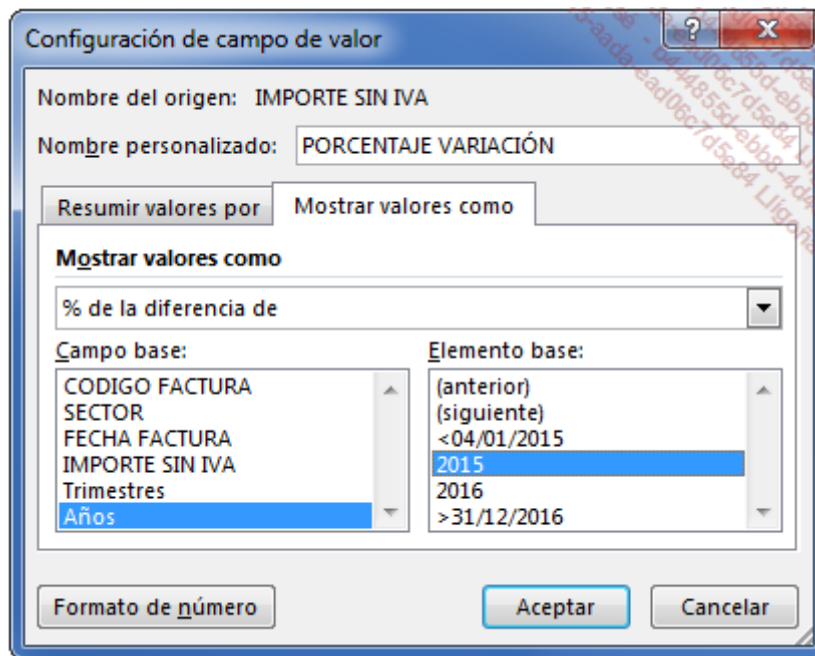 Configuración de campo de valor
Nombre del origen: IMPORTE SIN IVA
Nombre personalizado: PORCENTAJE VARIACIÓN
Resumir valores por Mostrar valores como
Mostrar valores como
% de la diferencia de
Campo base: Elemento base:
CODIGO FACTURA (anterior)
SECTOR (siguiente)
FECHA FACTURA <04/01/2015
IMPORTE SIN IVA 2015
Trimestres 2016
Años >31/12/2016
Formato de número Aceptar Cancelar